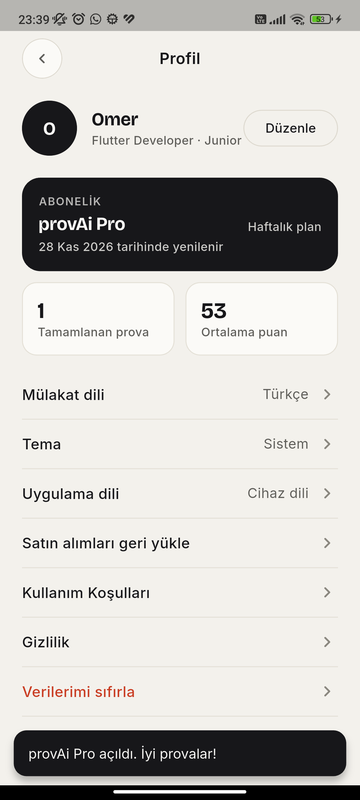 23:39
53
Profil
O
Omer
Flutter Developer · Junior
Düzenle
ABONELİK
provAi Pro
Haftalık plan
28 Kas 2026 tarihinde yenilenir
1
Tamamlanan prova
53
Ortalama puan
Mülakat dili
Türkçe
Tema
Sistem
Uygulama dili
Cihaz dili
Satın alımları geri yükle
Kullanım Koşulları
Gizlilik
Verilerimi sıfırla
provAi Pro açıldı. İyi provalar!